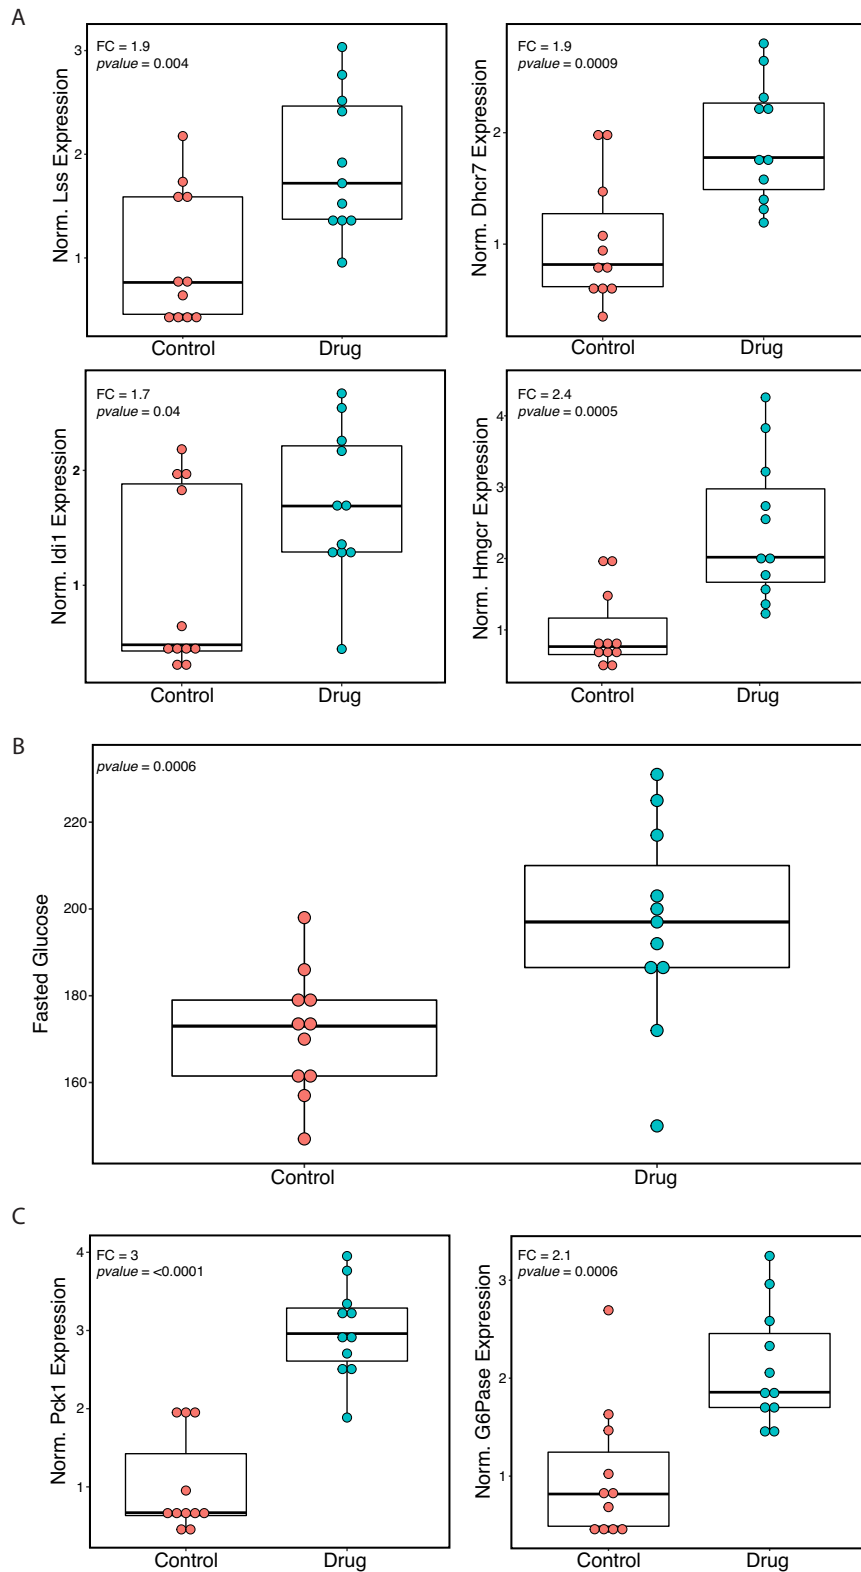 A
FC = 1.9
pvalue = 0.004
Norm. Lss Expression
3
2
1
Control
Drug
FC = 1.9
pvalue = 0.0009
Norm. Dhcr7 Expression
2
1
Control
Drug
FC = 1.7
pvalue = 0.04
Norm. Idi1 Expression
2
1
Control
Drug
FC = 2.4
pvalue = 0.0005
Norm. Hmgcr Expression
4
3
2
1
Control
Drug
B
pvalue = 0.0006
Fasted Glucose
220
200
180
160
Control
Drug
C
FC = 3
pvalue = <0.0001
Norm. Pck1 Expression
4
3
2
1
Control
Drug
FC = 2.1
pvalue = 0.0006
Norm. G6Pase Expression
3
2
1
Control
Drug